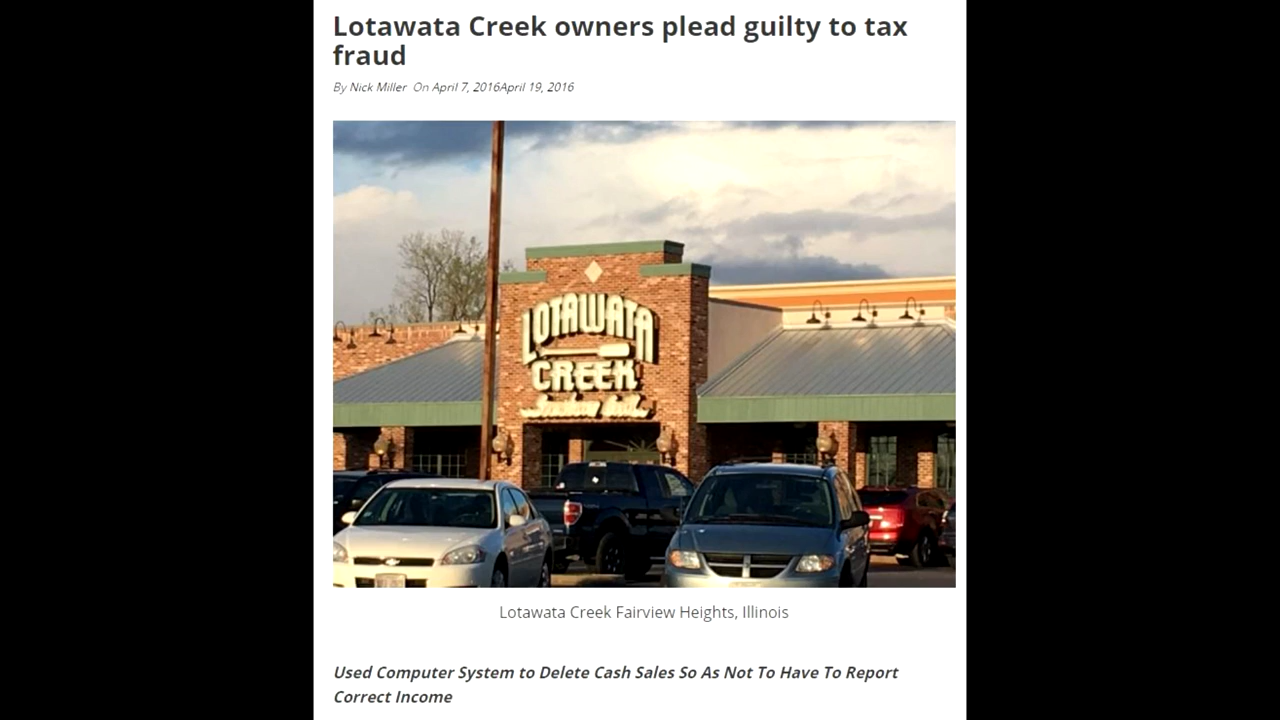 Lotawata Creek owners plead guilty to tax
fraud
By Nick Miller On April 7, 2016April 19, 2016
LOTAWATA
CREEK
Lotawata Creek Fairview Heights, Illinois
Used Computer System to Delete Cash Sales So As Not To Have To Report
Correct Income